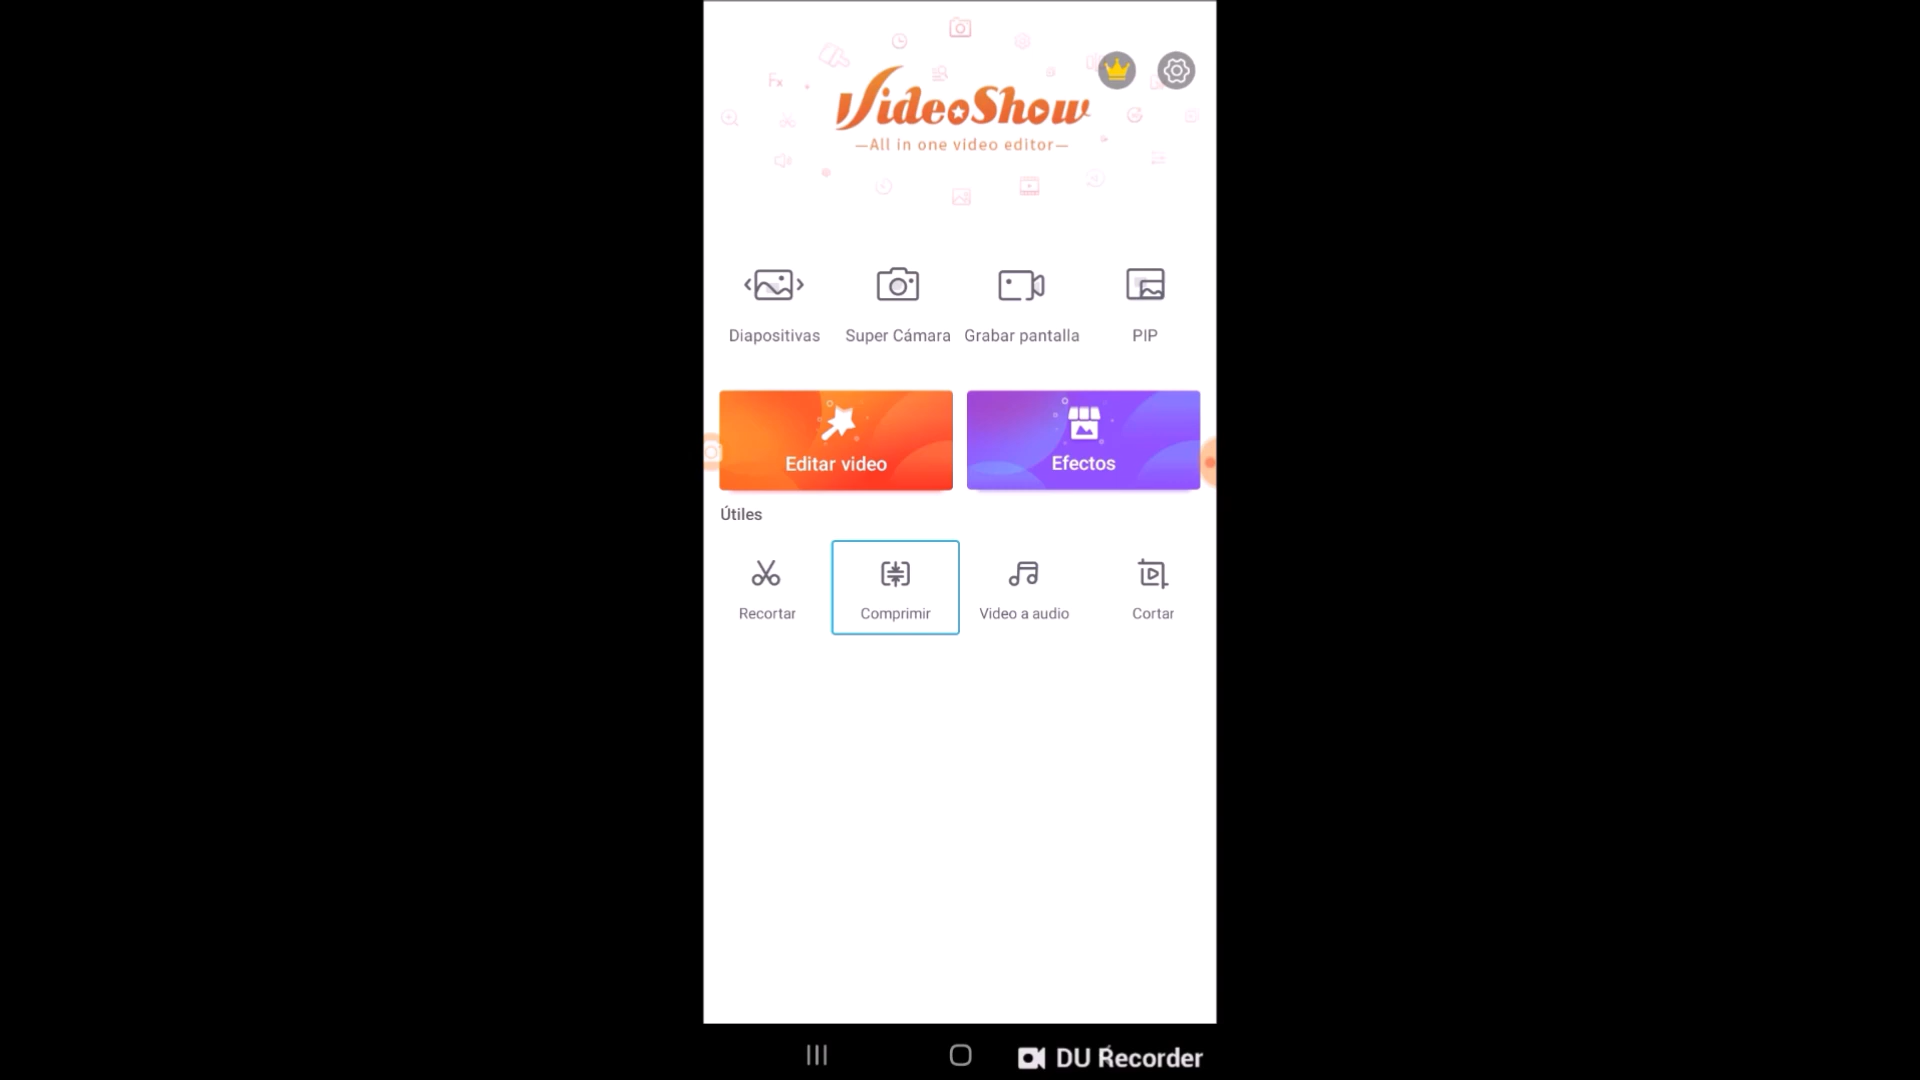 VideoShow
—All in one video editor—
Fx
Diapositivas
Super Cámara
Grabar pantalla
PIP
Editar video
Efectos
Útiles
Recortar
Comprimir
Video a audio
Cortar
DU Recorder